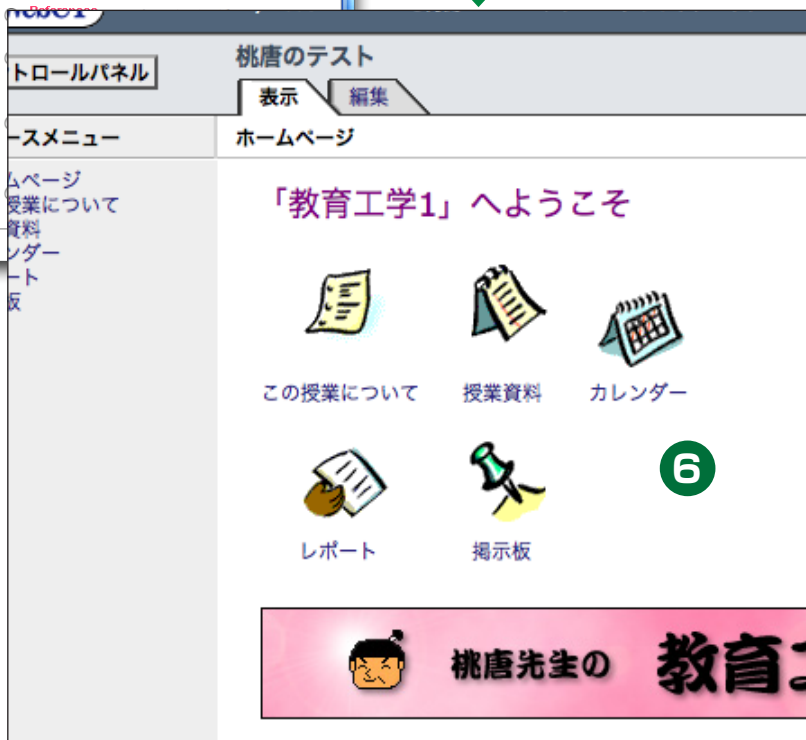 References
WebCT
トロールパネル
桃唐のテスト
表示
編集
ースメニュー
ホームページ
ムページ
授業について
資料
ンダー
ート
板
「教育工学1」へようこそ
この授業について
授業資料
カレンダー
6
レポート
掲示板
桃唐先生の 教育工